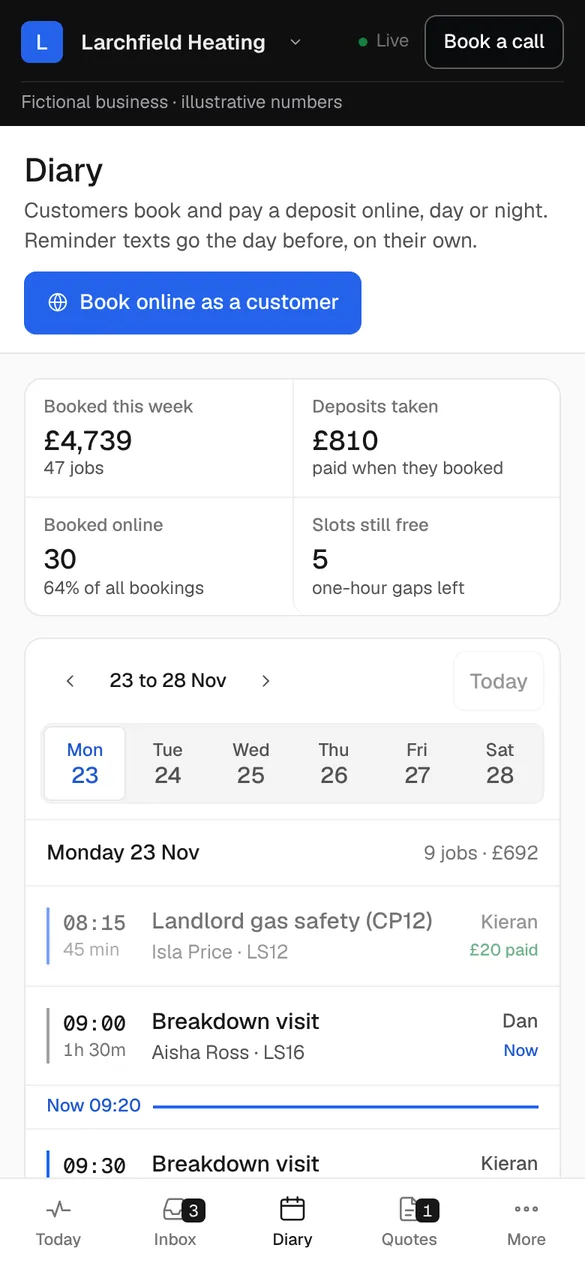 L Larchfield Heating Live Book a call
Fictional business · illustrative numbers
Diary
Customers book and pay a deposit online, day or night.
Reminder texts go the day before, on their own.
Book online as a customer
Booked this week
£4,739
47 jobs
Deposits taken
£810
paid when they booked
Booked online
30
64% of all bookings
Slots still free
5
one-hour gaps left
23 to 28 Nov Today
Mon Tue Wed Thu Fri Sat
23 24 25 26 27 28
Monday 23 Nov 9 jobs · £692
08:15 Landlord gas safety (CP12) Kieran
45 min Isla Price · LS12 £20 paid
09:00 Breakdown visit Dan
1h 30m Aisha Ross · LS16 Now
Now 09:20
09:30 Breakdown visit Kieran
3 1
Today Inbox Diary Quotes More